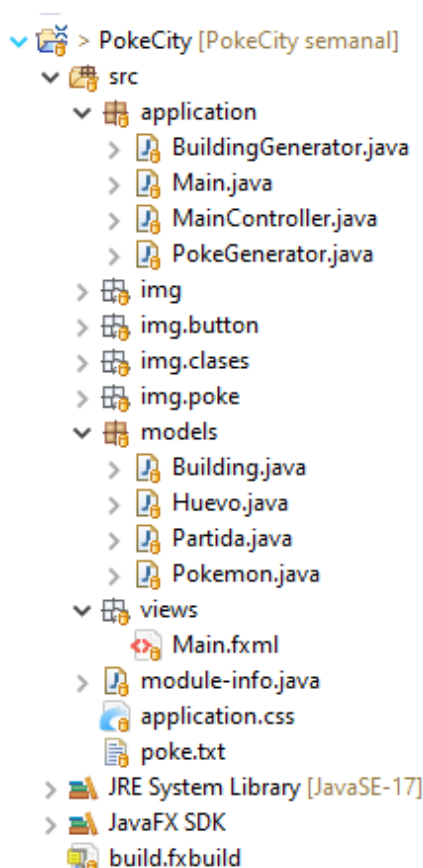 > PokeCity [PokeCity semanal]
src
application
BuildingGenerator.java
Main.java
MainController.java
PokeGenerator.java
img
img.button
img.clases
img.poke
models
Building.java
Huevo.java
Partida.java
Pokemon.java
views
Main.fxml
module-info.java
application.css
poke.txt
JRE System Library [JavaSE-17]
JavaFX SDK
build.fxbuild